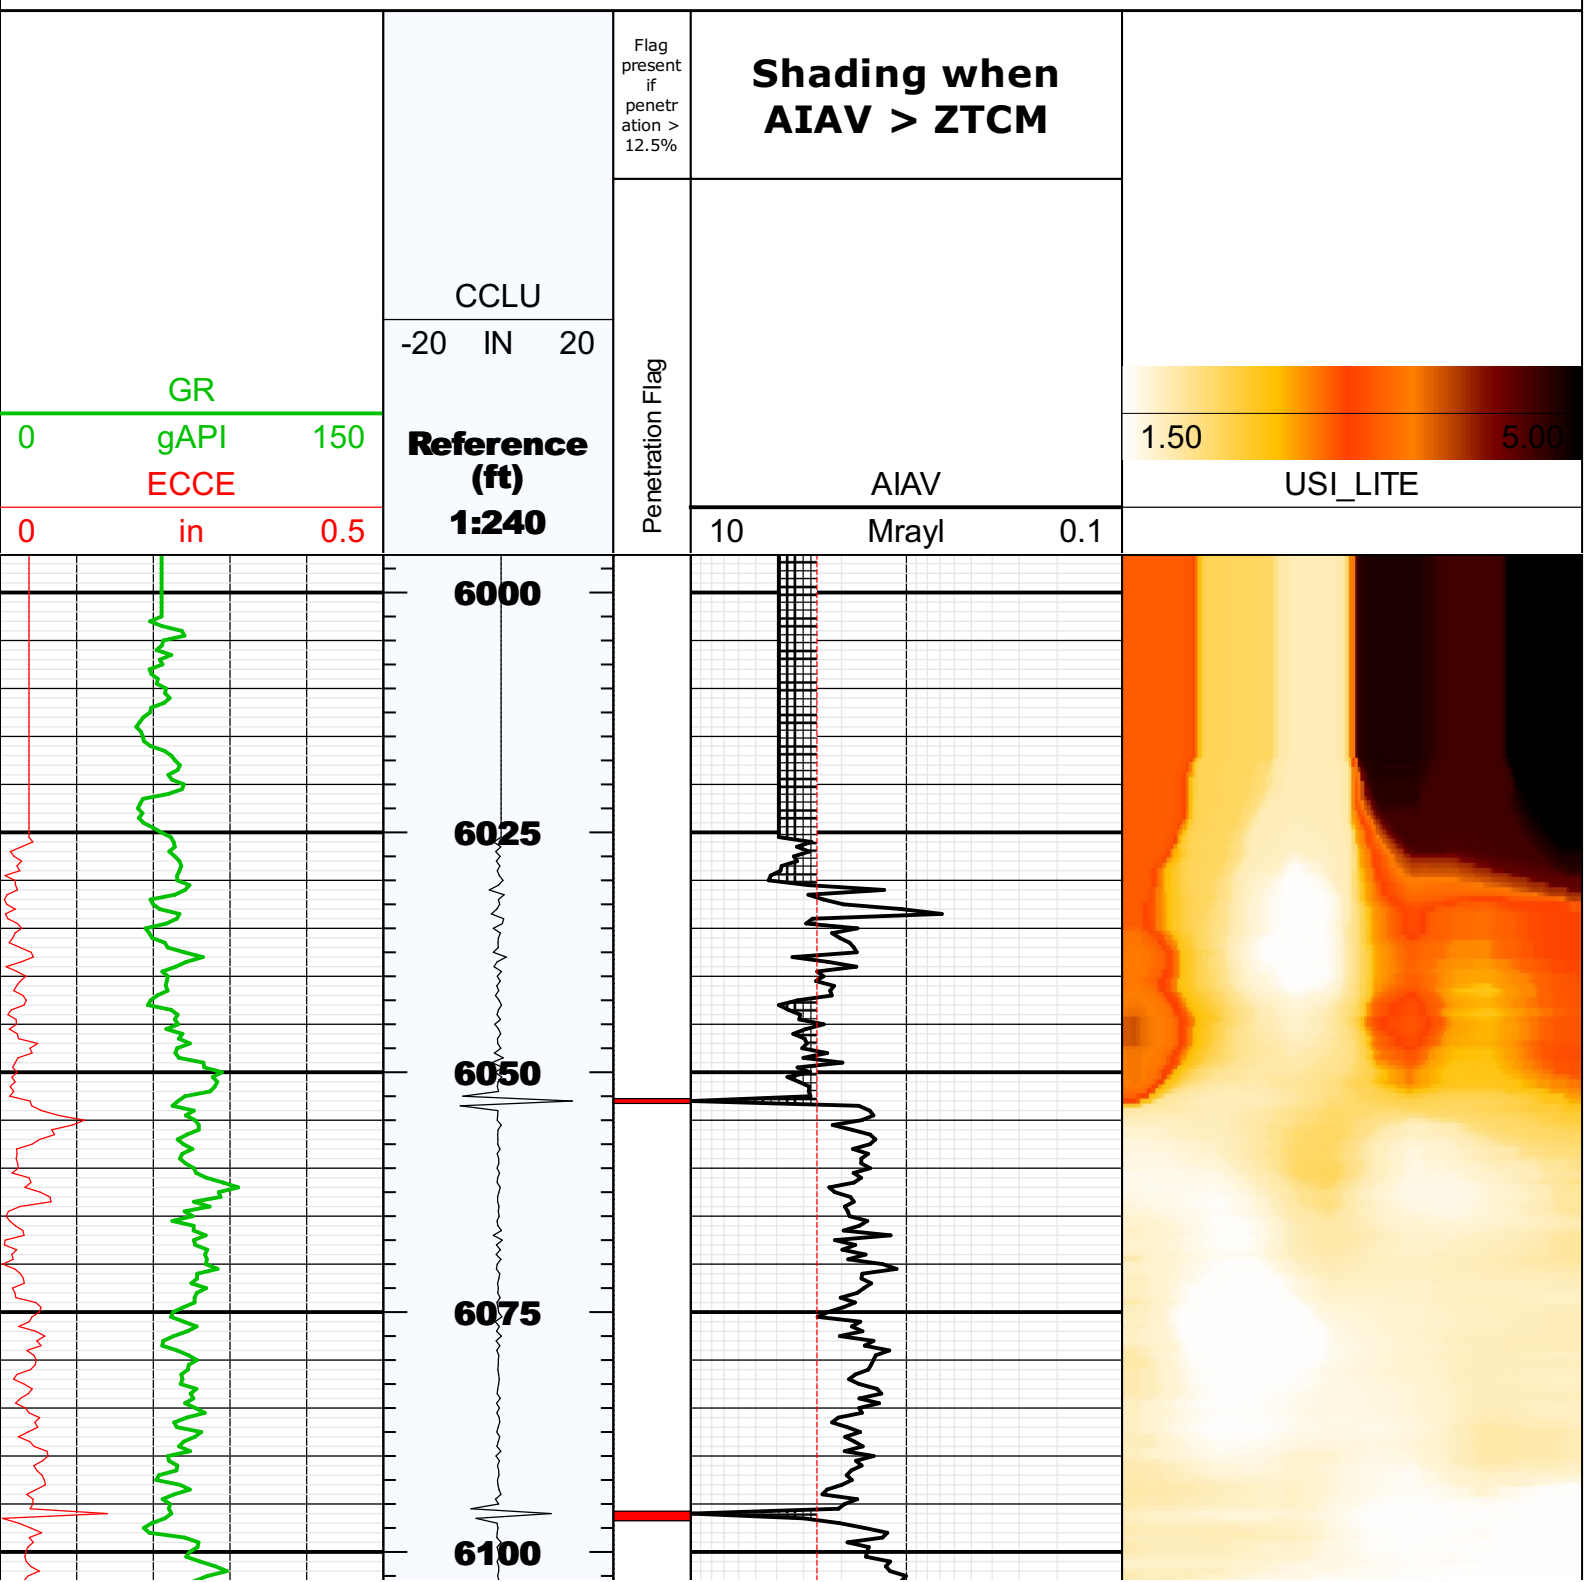 Flag
present
if
penetr
ation >
12.5%
Shading when
AIAV > ZTCM
CCLU
-20 IN 20
GR
0 gAPI 150
ECCE
0 in 0.5
Reference
(ft)
1:240
Penetration Flag
AIAV
10 Mrayl 0.1
1.50 5.00
USI_LITE
6000
6025
6050
6075
6100